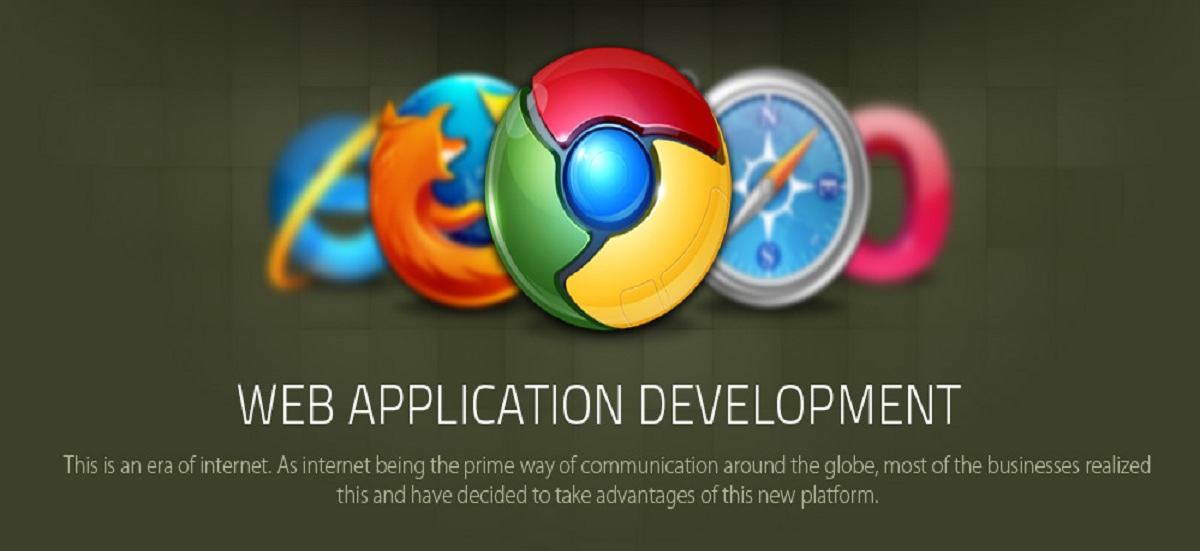 WEB APPLICATION DEVELOPMENT
This is an era of internet. As internet being the prime way of communication around the globe, most of the businesses realized
this and have decided to take advantages of this new platform.
N
E
S